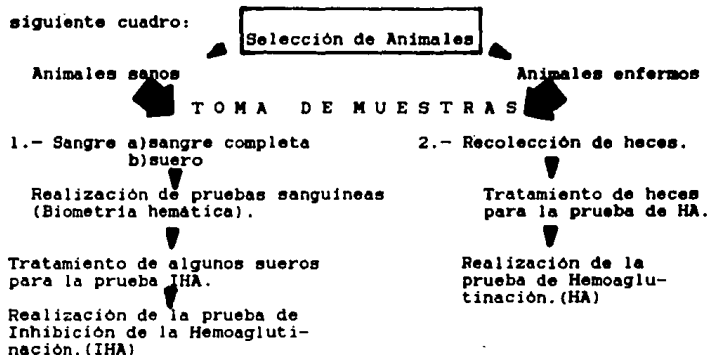 siguiente cuadro:
Selección de Animales
Animales sanos
Animales enfermos
T O M A   D E   M U E S T R A S
1.- Sangre a)sangre completa
b)suero
Realización de pruebas sanguíneas
(Biometría hemática).
Tratamiento de algunos sueros
para la prueba IHA.
Realización de la prueba de
Inhibición de la Hemoagluti-
nación.(IHA)
2.- Recolección de heces.
Tratamiento de heces
para la prueba de HA.
Realización de la
prueba de Hemoaglu-
tinación.(HA)